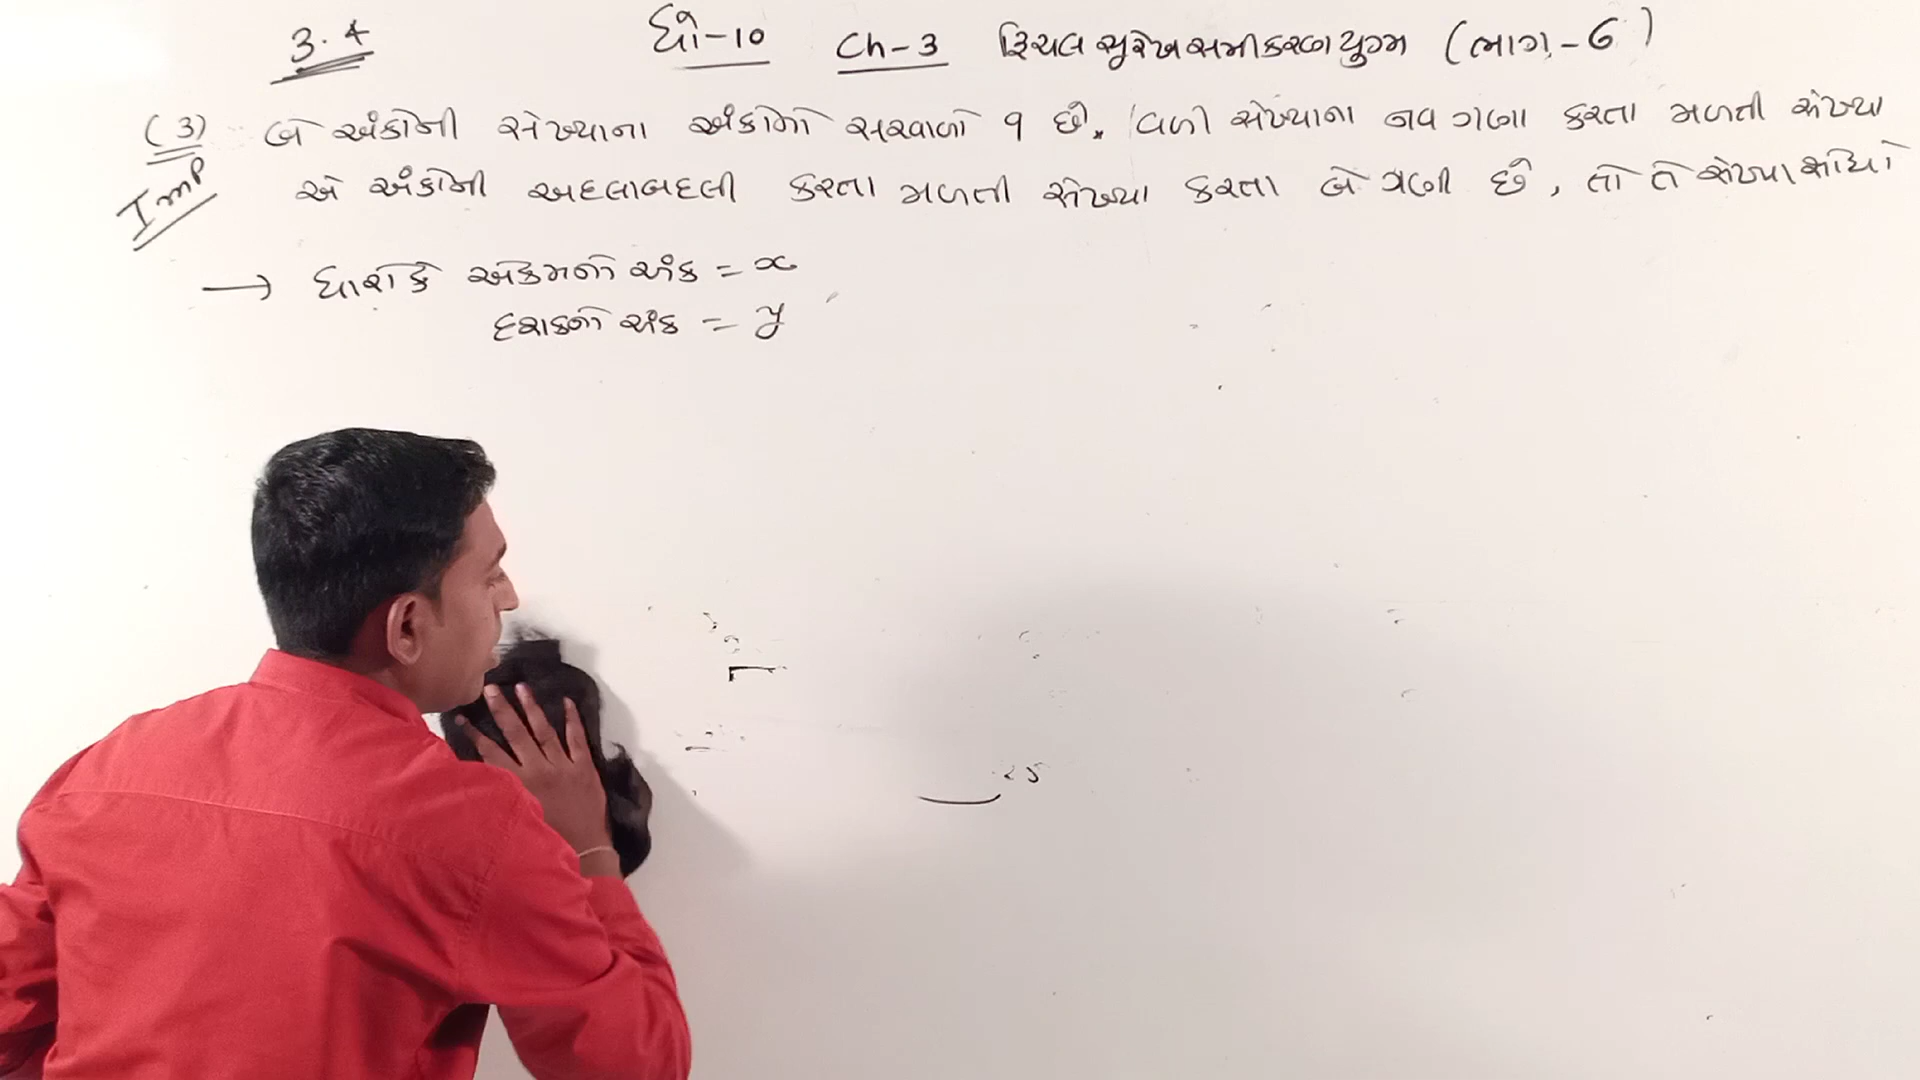 3.4 ધો-10 Ch-3 દ્વિચલ સુરેખ સમીકરણ યુગ્મ (ભાગ-6)
(3) બે અંકોની સંખ્યાના અંકોનો સરવાળો 9 છે. વળી સંખ્યાના નવ ગણા કરતા મળતી સંખ્યા
Imp એ અંકોની અદલાબદલી કરતા મળતી સંખ્યા કરતા બે ગણી છે, તો તે સંખ્યા શોધો
→ ધારો કે એકમનો અંક = x
દશકનો અંક = y